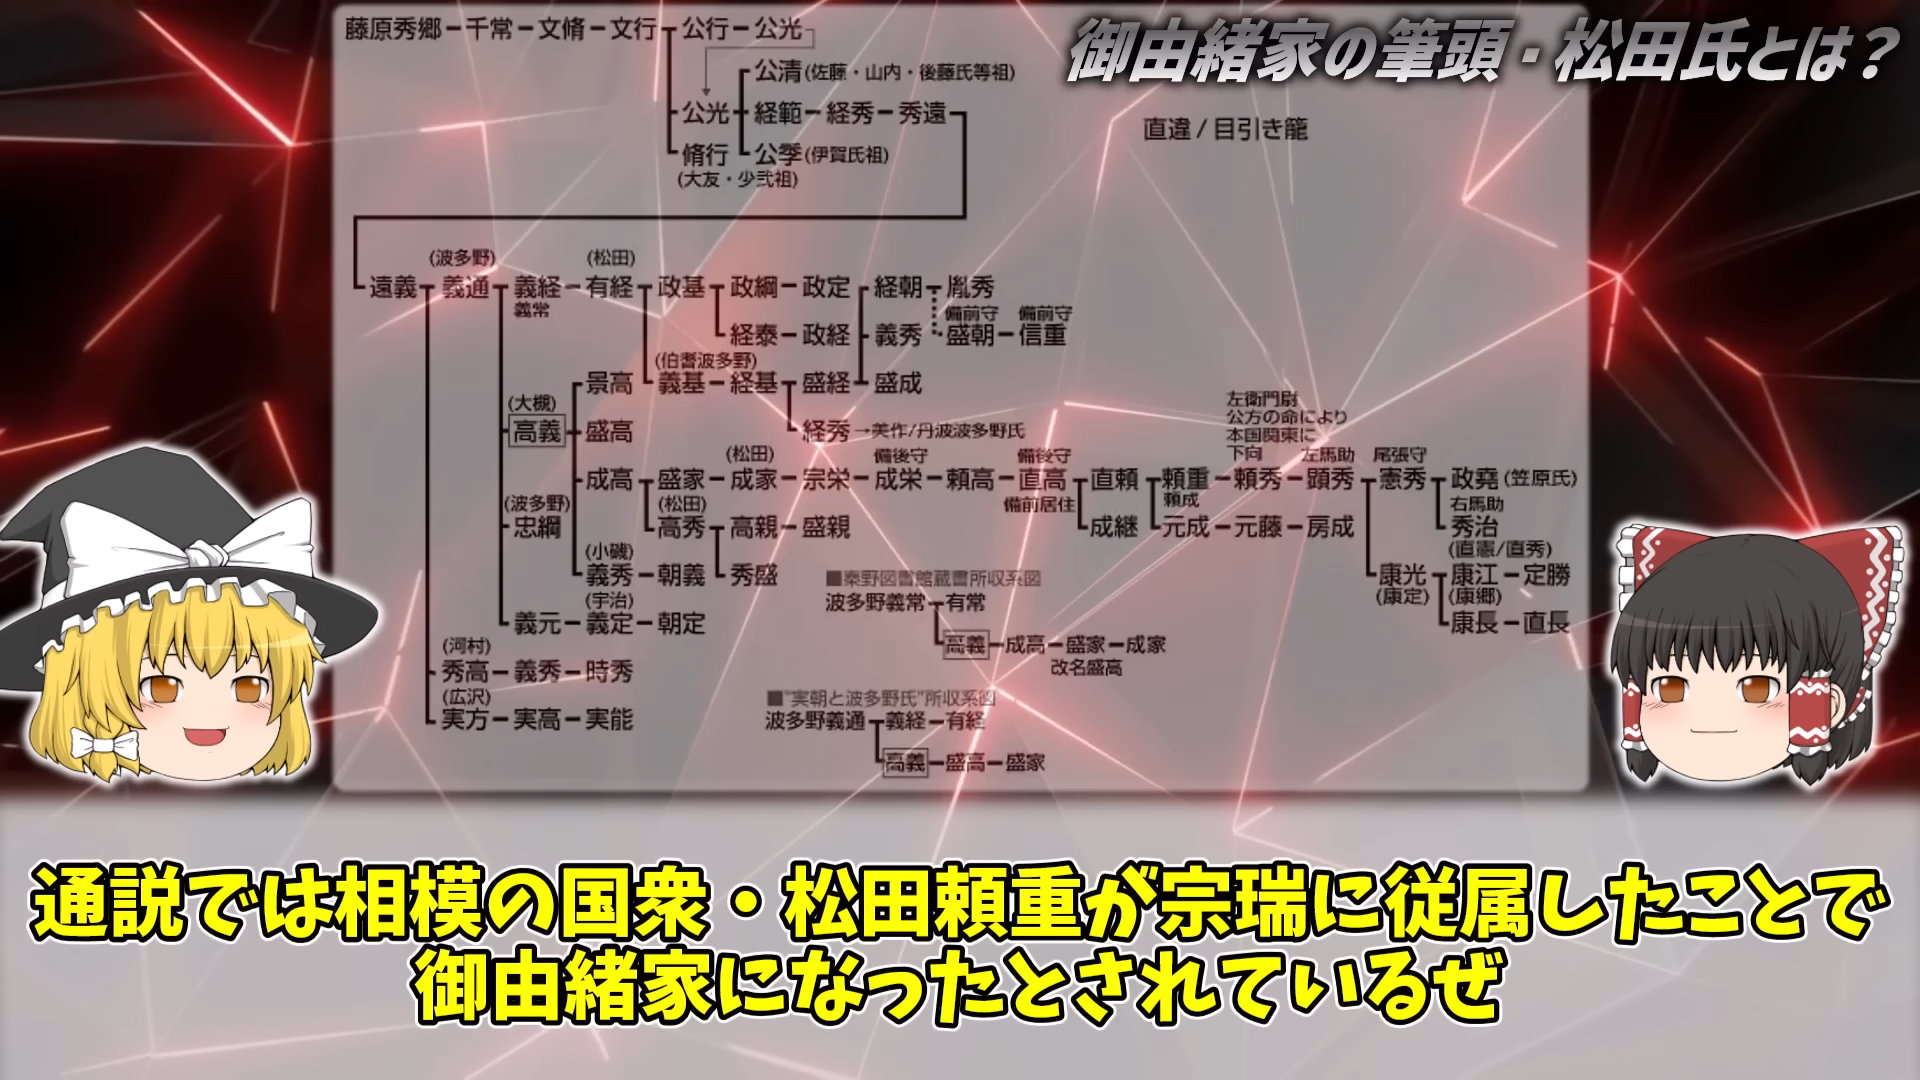 御由緒家の筆頭・松田氏とは？
藤原秀郷 千常 文脩 文行 公行 公光
公清(佐藤・山内・後藤氏等祖)
公光 経範 経秀 秀遠
直違/目引き籠
脩行 公季(伊賀氏祖)
(大友・少弐祖)
(波多野) (松田)
遠義 義通 義経 有経 政基 政綱 政定 経朝 胤秀
義常 備前守 備前守
経泰 政経 義秀 盛朝 信重
(伯耆波多野)
景高 義基 経基 盛経 盛成
(大槻)
高義 盛高 経秀→美作/丹波波多野氏
左衛門尉
公方の命により
本国関東に
下向 左馬助 尾張守
(松田) 備後守 備後守
成高 盛家 成家 宗栄 成栄 頼高 直高 直頼 頼重 頼秀 顕秀 憲秀 政堯(笠原氏)
(波多野) (松田) 備前居住 頼成 右馬助
忠綱 高秀 高親 盛親 成継 元成 元藤 房成 秀治
(直憲/直秀)
(小磯)
義秀 朝義 秀盛 康光 康江 定勝
(康定) (康郷)
(宇治)
義元 義定 朝定 康長 直長
(河村)
秀高 義秀 時秀
(広沢)
実方 実高 実能
■秦野図書館蔵書所収系図
波多野義常 有常
高義 成高 盛家 成家
改名盛高
■"実朝と波多野氏"所収系図
波多野義通 義経 有経
高義 盛高 盛家
通説では相模の国衆・松田頼重が宗瑞に従属したことで
御由緒家になったとされているぜ